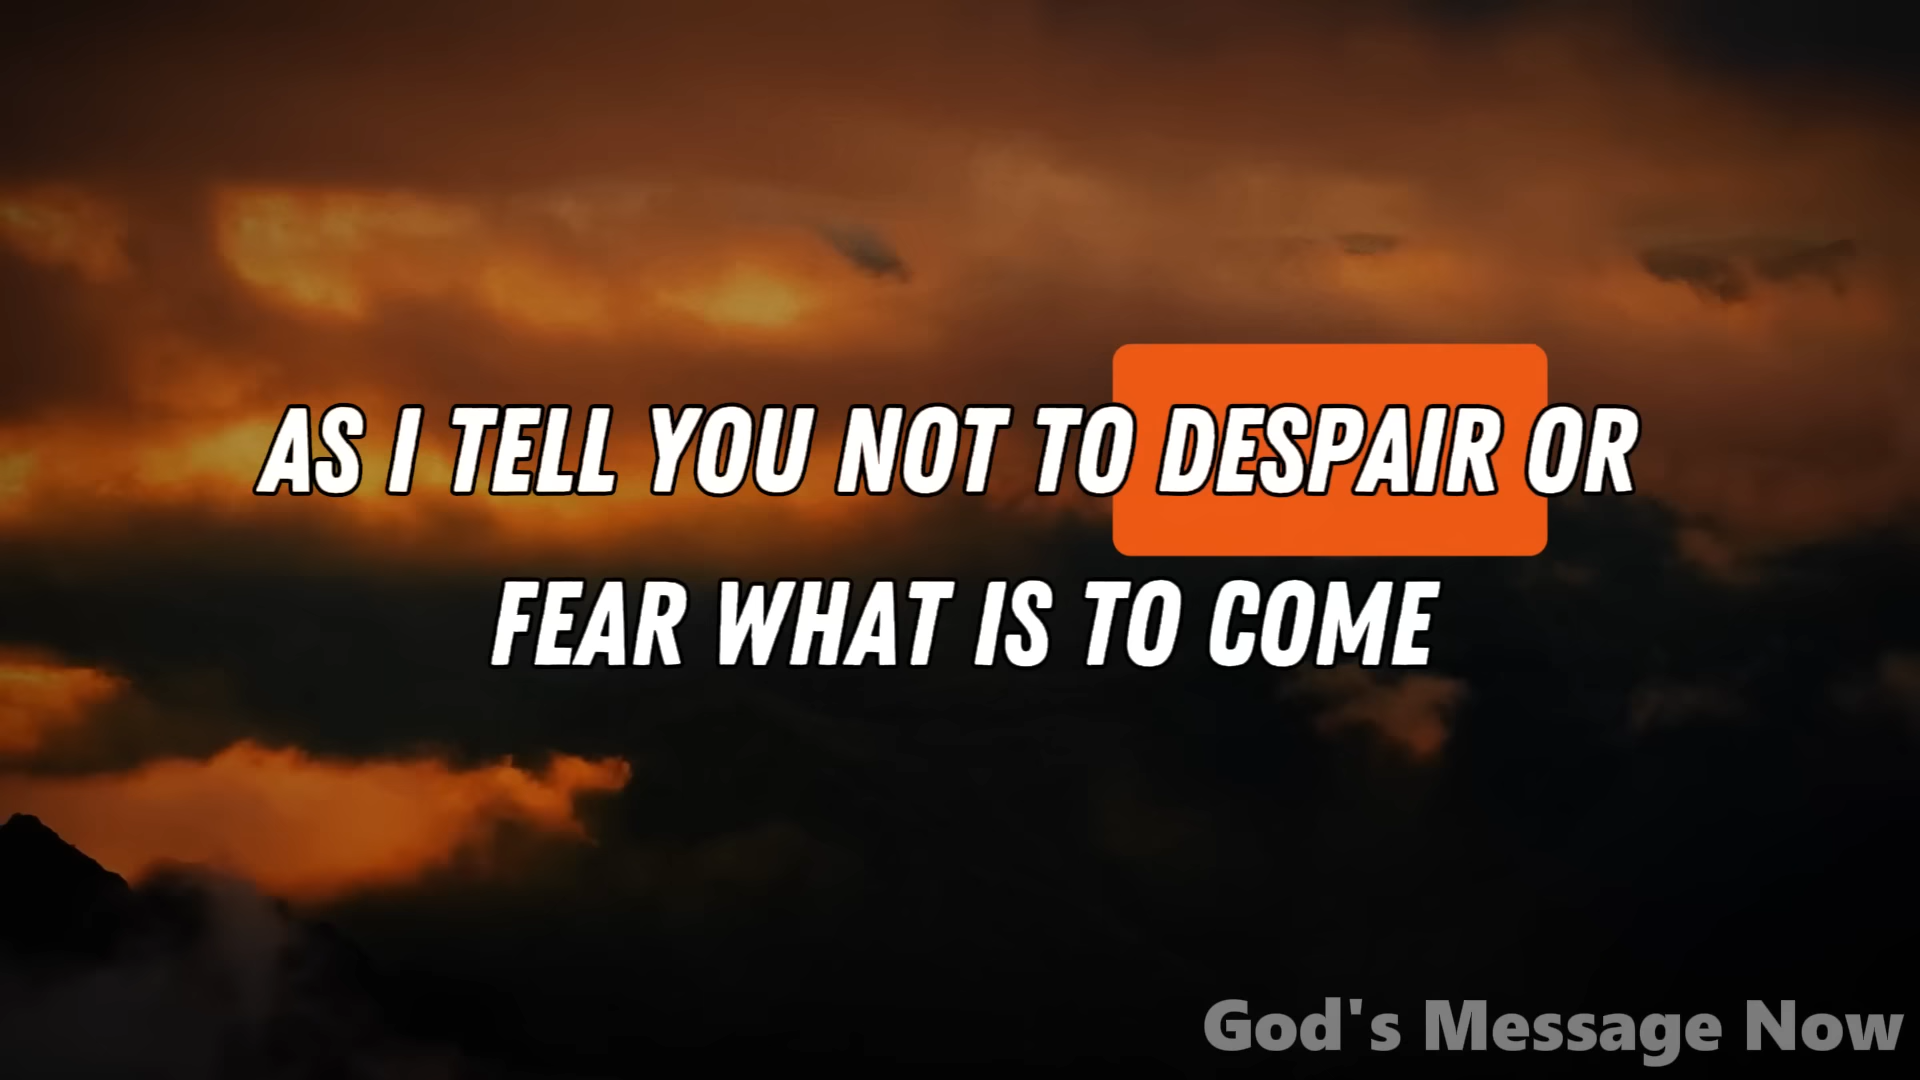 AS I TELL YOU NOT TO DESPAIR OR
FEAR WHAT IS TO COME
God's Message Now